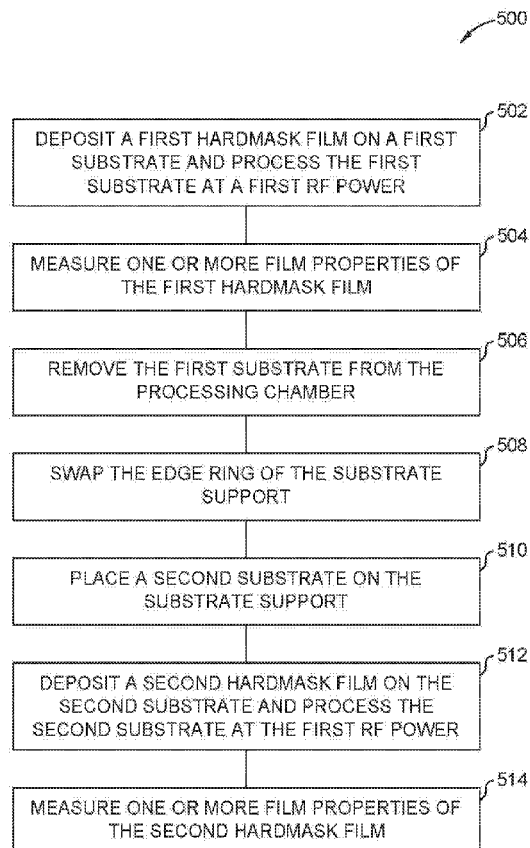 500
502
DEPOSIT A FIRST HARDMASK FILM ON A FIRST
SUBSTRATE AND PROCESS THE FIRST
SUBSTRATE AT A FIRST RF POWER
504
MEASURE ONE OR MORE FILM PROPERTIES OF
THE FIRST HARDMASK FILM
506
REMOVE THE FIRST SUBSTRATE FROM THE
PROCESSING CHAMBER
508
SWAP THE EDGE RING OF THE SUBSTRATE
SUPPORT
510
PLACE A SECOND SUBSTRATE ON THE
SUBSTRATE SUPPORT
512
DEPOSIT A SECOND HARDMASK FILM ON THE
SECOND SUBSTRATE AND PROCESS THE
SECOND SUBSTRATE AT THE FIRST RF POWER
514
MEASURE ONE OR MORE FILM PROPERTIES OF
THE SECOND HARDMASK FILM